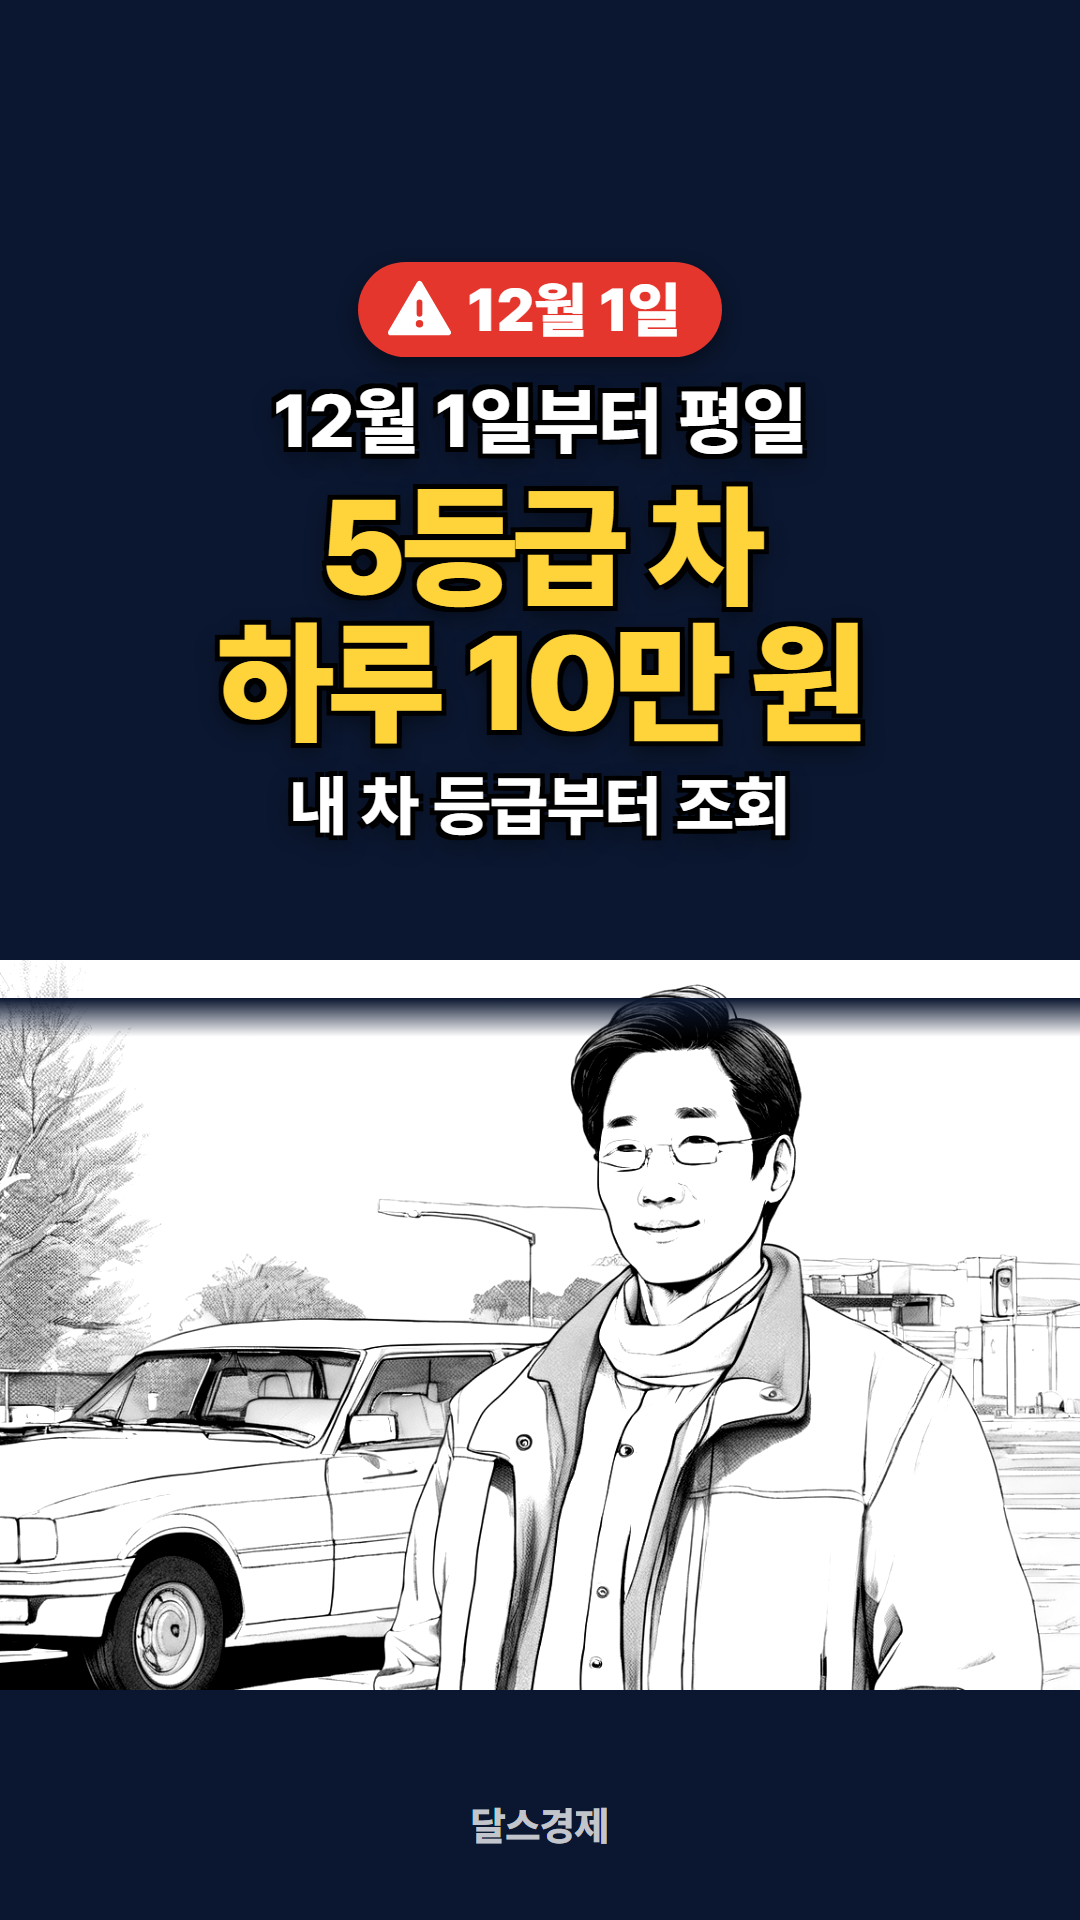 12월 1일
12월 1일부터 평일
5등급 차
하루 10만 원
내 차 등급부터 조회
달스경제